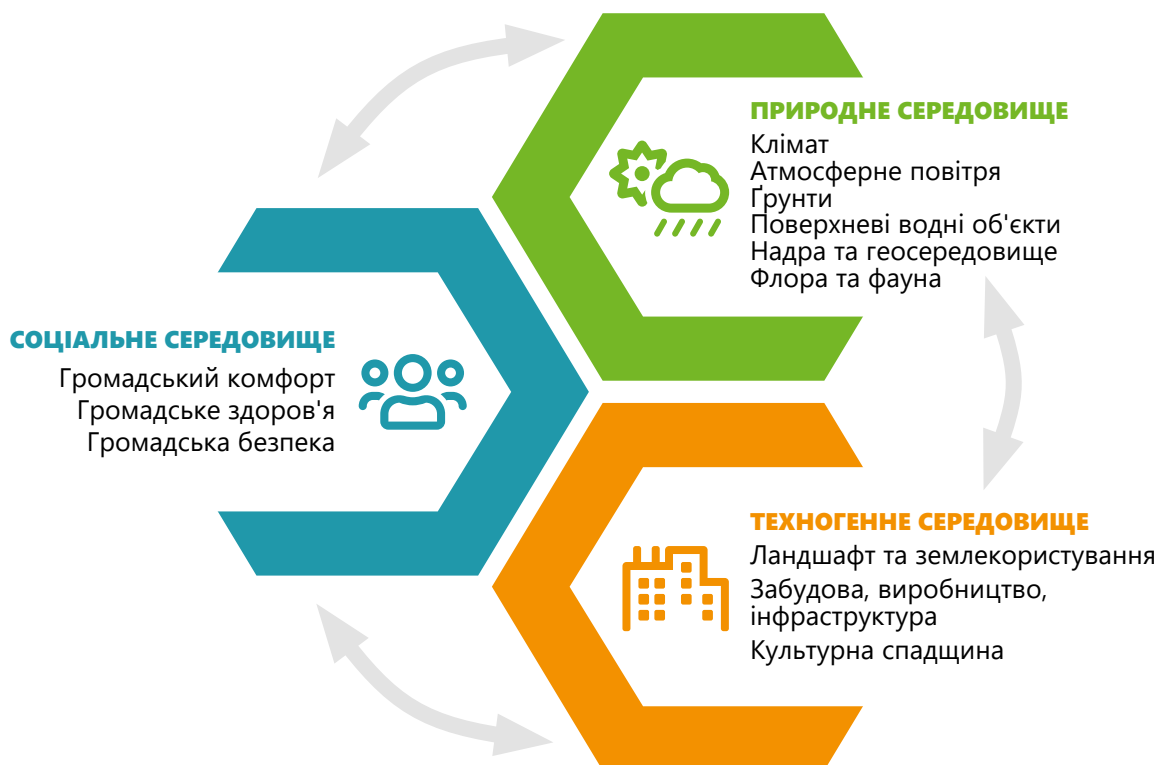 ПРИРОДНЕ СЕРЕДОВИЩЕ
Клімат
Атмосферне повітря
Ґрунти
Поверхневі водні об'єкти
Надра та геосередовище
Флора та фауна
СОЦІАЛЬНЕ СЕРЕДОВИЩЕ
Громадський комфорт
Громадське здоров'я
Громадська безпека
ТЕХНОГЕННЕ СЕРЕДОВИЩЕ
Ландшафт та землекористування
Забудова, виробництво,
інфраструктура
Культурна спадщина